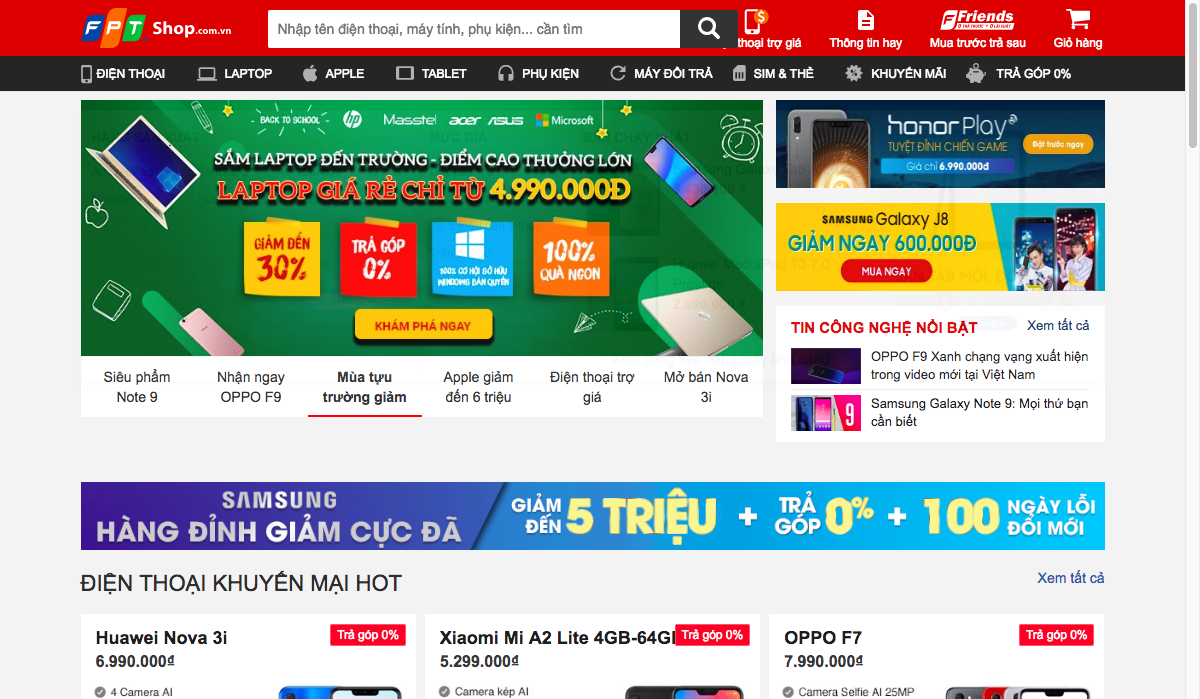 FPT Shop.com.vn
Nhập tên điện thoại, máy tính, phụ kiện... cần tìm
thoại trợ giá
Thông tin hay
Friends
Mua trước trả sau
Giỏ hàng
ĐIỆN THOẠI
LAPTOP
APPLE
TABLET
PHỤ KIỆN
MÁY ĐỔI TRẢ
SIM & THẺ
KHUYẾN MÃI
TRẢ GÓP 0%
BACK TO SCHOOL
hp
Masstel
acer
ASUS
Microsoft
SẮM LAPTOP ĐẾN TRƯỜNG - ĐIỂM CAO THƯỞNG LỚN
LAPTOP GIÁ RẺ CHỈ TỪ 4.990.000Đ
GIẢM ĐẾN
30%
TRẢ GÓP
0%
100% CƠ HỘI SỞ HỮU
WINDOWS BẢN QUYỀN
100%
QUÀ NGON
KHÁM PHÁ NGAY
honor Play
TUYỆT ĐỈNH CHIẾN GAME
Giá chỉ 6.990.000đ
Đặt trước ngay
SAMSUNG Galaxy J8
GIẢM NGAY 600.000Đ
MUA NGAY
Siêu phẩm
Note 9
Nhận ngay
OPPO F9
Mùa tựu
trường giảm
Apple giảm
đến 6 triệu
Điện thoại trợ
giá
Mở bán Nova
3i
TIN CÔNG NGHỆ NỔI BẬT
Xem tất cả
OPPO F9 Xanh chạng vạng xuất hiện
trong video mới tại Việt Nam
9
Samsung Galaxy Note 9: Mọi thứ bạn
cần biết
SAMSUNG
HÀNG ĐỈNH GIẢM CỰC ĐÃ
GIẢM
ĐẾN
5 TRIỆU
+
TRẢ
GÓP
0%
+
100
NGÀY LỖI
ĐỔI MỚI
ĐIỆN THOẠI KHUYẾN MẠI HOT
Xem tất cả
Huawei Nova 3i
Trả góp 0%
6.990.000₫
4 Camera AI
Xiaomi Mi A2 Lite 4GB-64G
Trả góp 0%
5.299.000₫
Camera kép AI
OPPO F7
Trả góp 0%
7.990.000₫
Camera Selfie AI 25MP